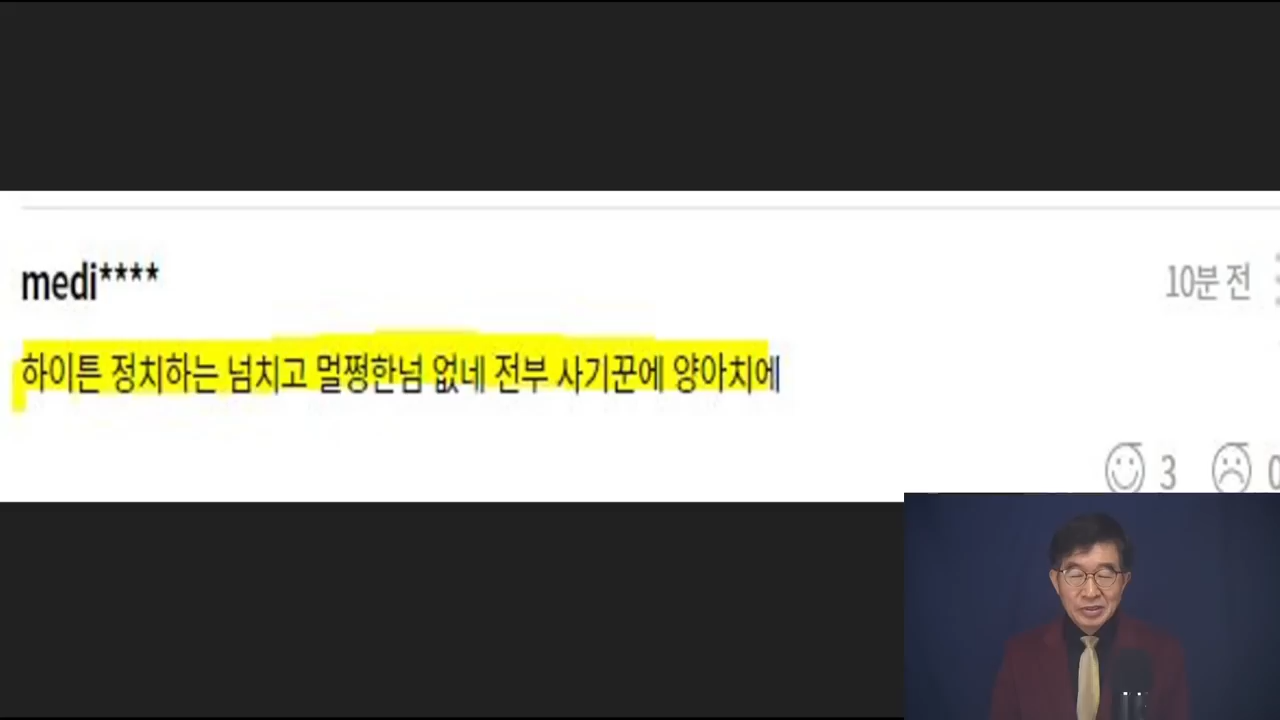 medi****
10분 전
하이튼 정치하는 넘치고 멀쩡한넘 없네 전부 사기꾼에 양아치에
3
0